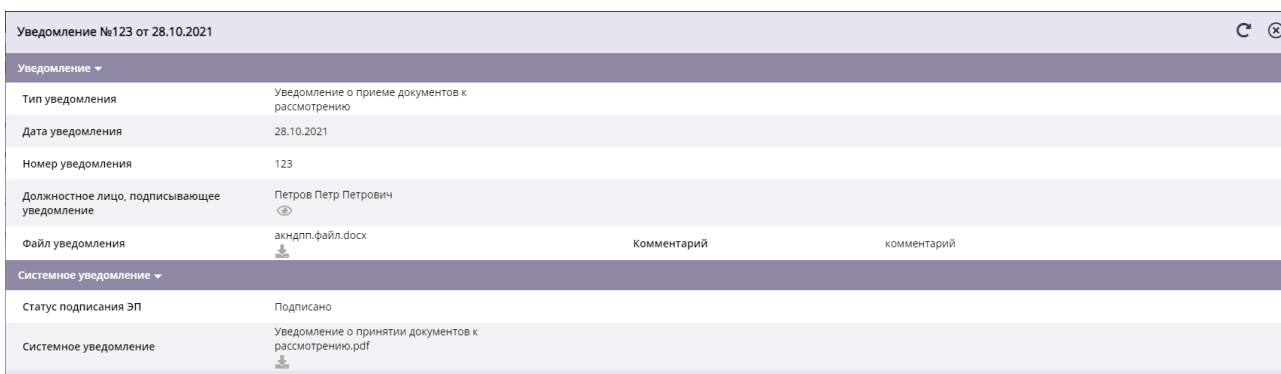 Уведомление №123 от 28.10.2021
Уведомление
Тип уведомления
Уведомление о приеме документов к
рассмотрению
Дата уведомления
28.10.2021
Номер уведомления
123
Должностное лицо, подписывающее
уведомление
Петров Петр Петрович
Файл уведомления
акндпп.файл.docx
Комментарий
комментарий
Системное уведомление
Статус подписания ЭП
Подписано
Системное уведомление
Уведомление о принятии документов к
рассмотрению.pdf